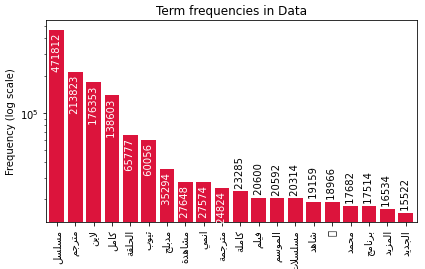 Term frequencies in Data
Frequency (log scale)
10^5
471812
213823
176353
138603
65777
60056
35294
27648
27574
24824
23285
20600
20592
20314
19159
18966
17682
17514
16534
15522
مسلسل
مترجم
لاين
كامل
الحلقة
تيوب
مدبلج
مشاهدة
انمي
مترجمة
كاملة
فيلم
الموسم
مسلسلات
شاهد
محمد
برنامج
المزيد
الجديد